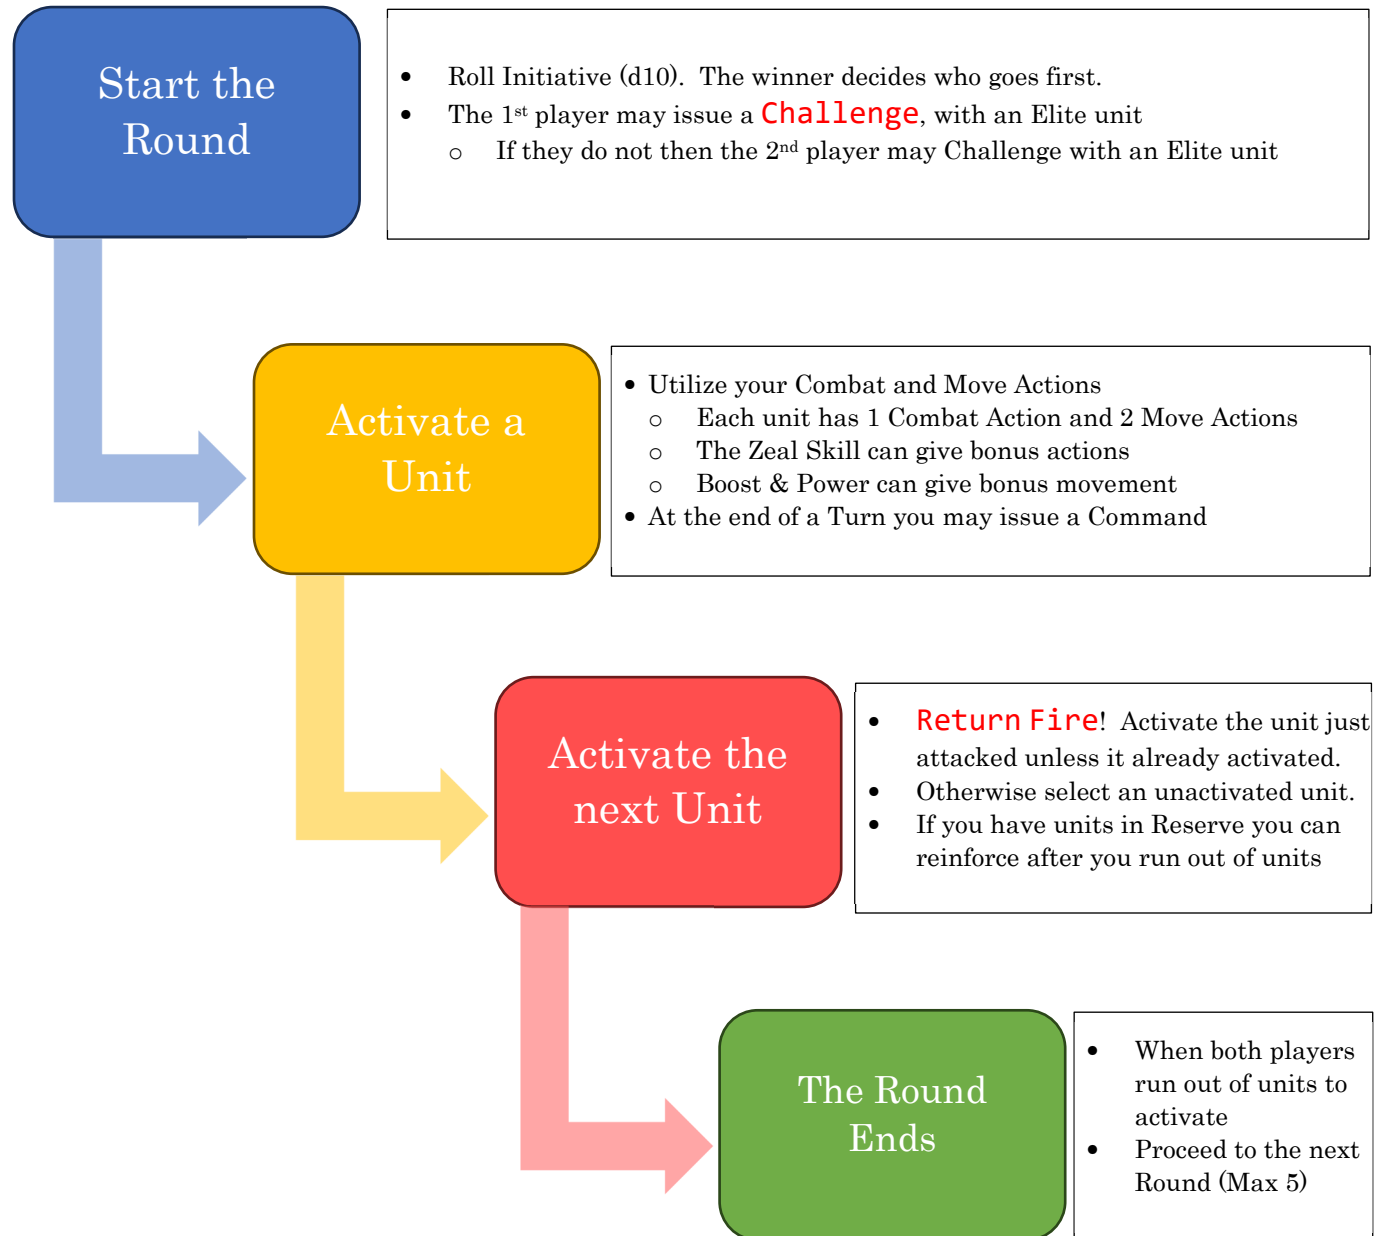 Start the
Round
• Roll Initiative (d10).  The winner decides who goes first.
• The 1st player may issue a Challenge, with an Elite unit
o If they do not then the 2nd player may Challenge with an Elite unit
Activate a
Unit
• Utilize your Combat and Move Actions
o Each unit has 1 Combat Action and 2 Move Actions
o The Zeal Skill can give bonus actions
o Boost & Power can give bonus movement
• At the end of a Turn you may issue a Command
Activate the
next Unit
• Return Fire!  Activate the unit just
attacked unless it already activated.
• Otherwise select an unactivated unit.
• If you have units in Reserve you can
reinforce after you run out of units
The Round
Ends
• When both players
run out of units to
activate
• Proceed to the next
Round (Max 5)